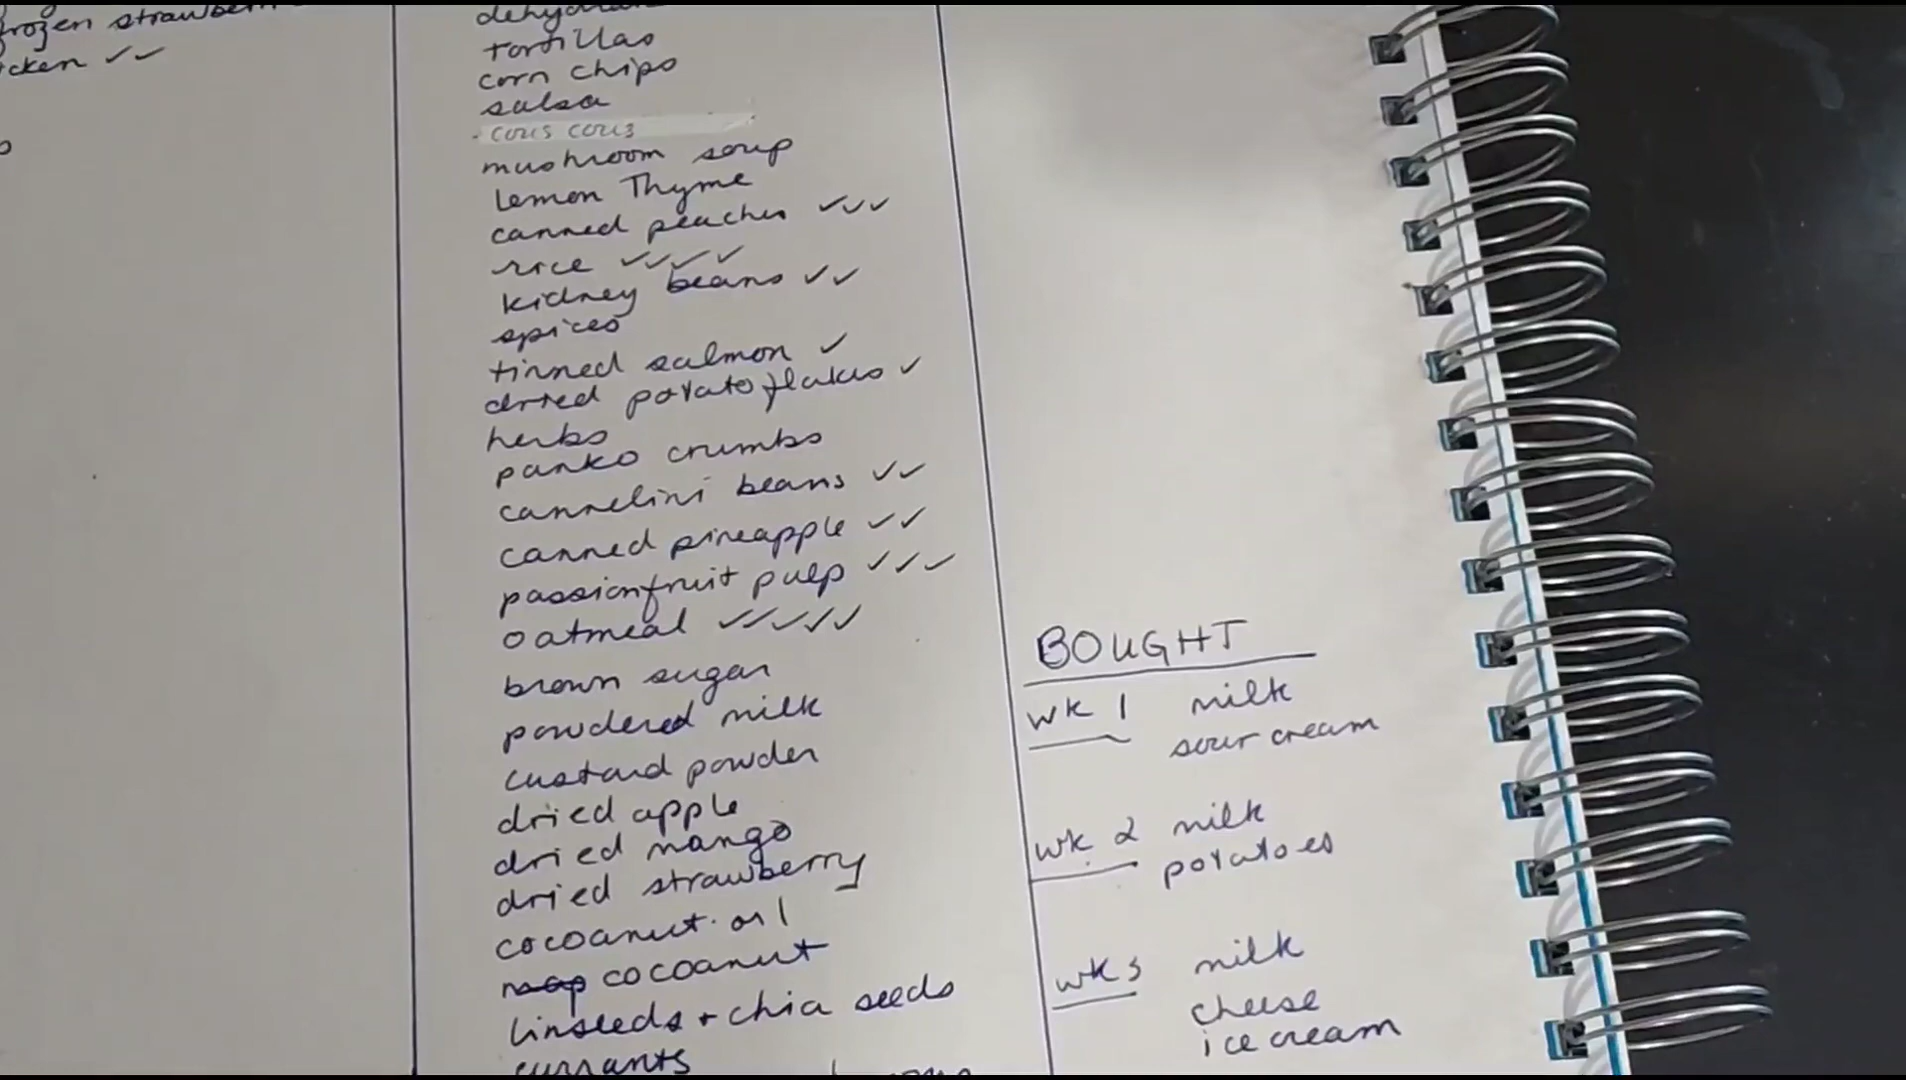 frozen strawberr
cken ✓✓
tortillas
corn chips
salsa
cous cous
mushroom soup
Lemon Thyme
canned peaches ✓✓✓
rice ✓✓✓✓
kidney beans ✓✓
spices
tinned salmon ✓
dried potato flakes ✓
herbs
panko crumbs
cannelini beans ✓✓
canned pineapple ✓✓
passionfruit pulp ✓✓✓
oatmeal ✓✓✓✓✓
brown sugar
powdered milk
custard powder
dried apple
dried mango
dried strawberry
cocoanut oil
cocoanut
linseeds + chia seeds
currants
BOUGHT
wk 1 milk
sour cream
wk 2 milk
potatoes
wk 3 milk
cheese
ice cream